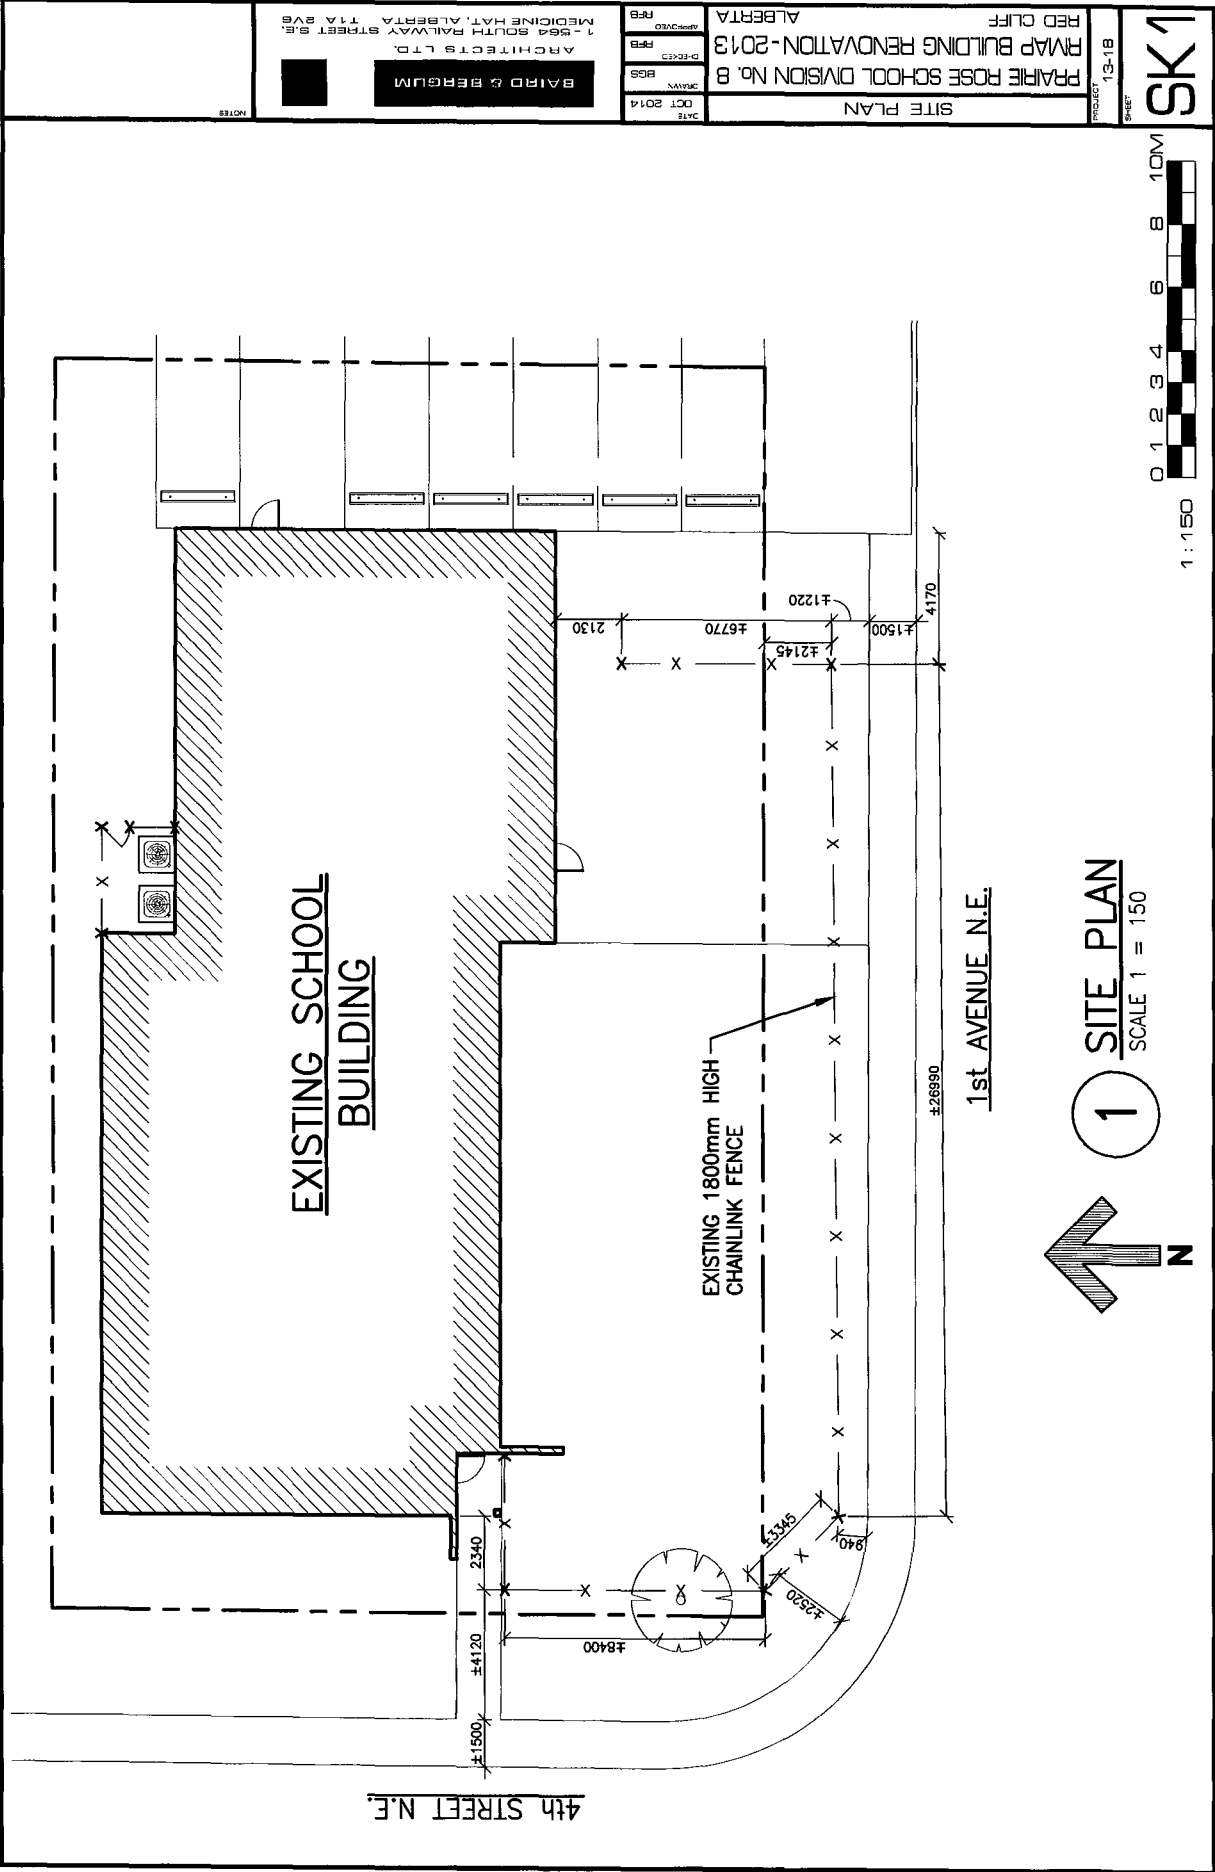 EXISTING SCHOOL
BUILDING
EXISTING 1800mm HIGH
CHAINLINK FENCE
2130
±6770
±1220
±1500
±2145
4170
±26990
±3345
940
±2520
±8400
2340
±4120
±1500
4th STREET N.E.
1st AVENUE N.E.
N
1
SITE PLAN
SCALE 1 = 150
1:150
0 1 2 3 4 6 8 10M
NOTES
BAIRD & BERGUM
ARCHITECTS LTD.
1-564 SOUTH RAILWAY STREET S.E.
MEDICINE HAT, ALBERTA T1A 2V6
DATE
OCT 2014
DRAWN
BGS
CHECKED
RFB
APPROVED
RFB
SITE PLAN
PRAIRIE ROSE SCHOOL DIVISION No. 8
RMAP BUILDING RENOVATION-2013
RED CLIFF ALBERTA
PROJECT
13-18
SHEET
SK1